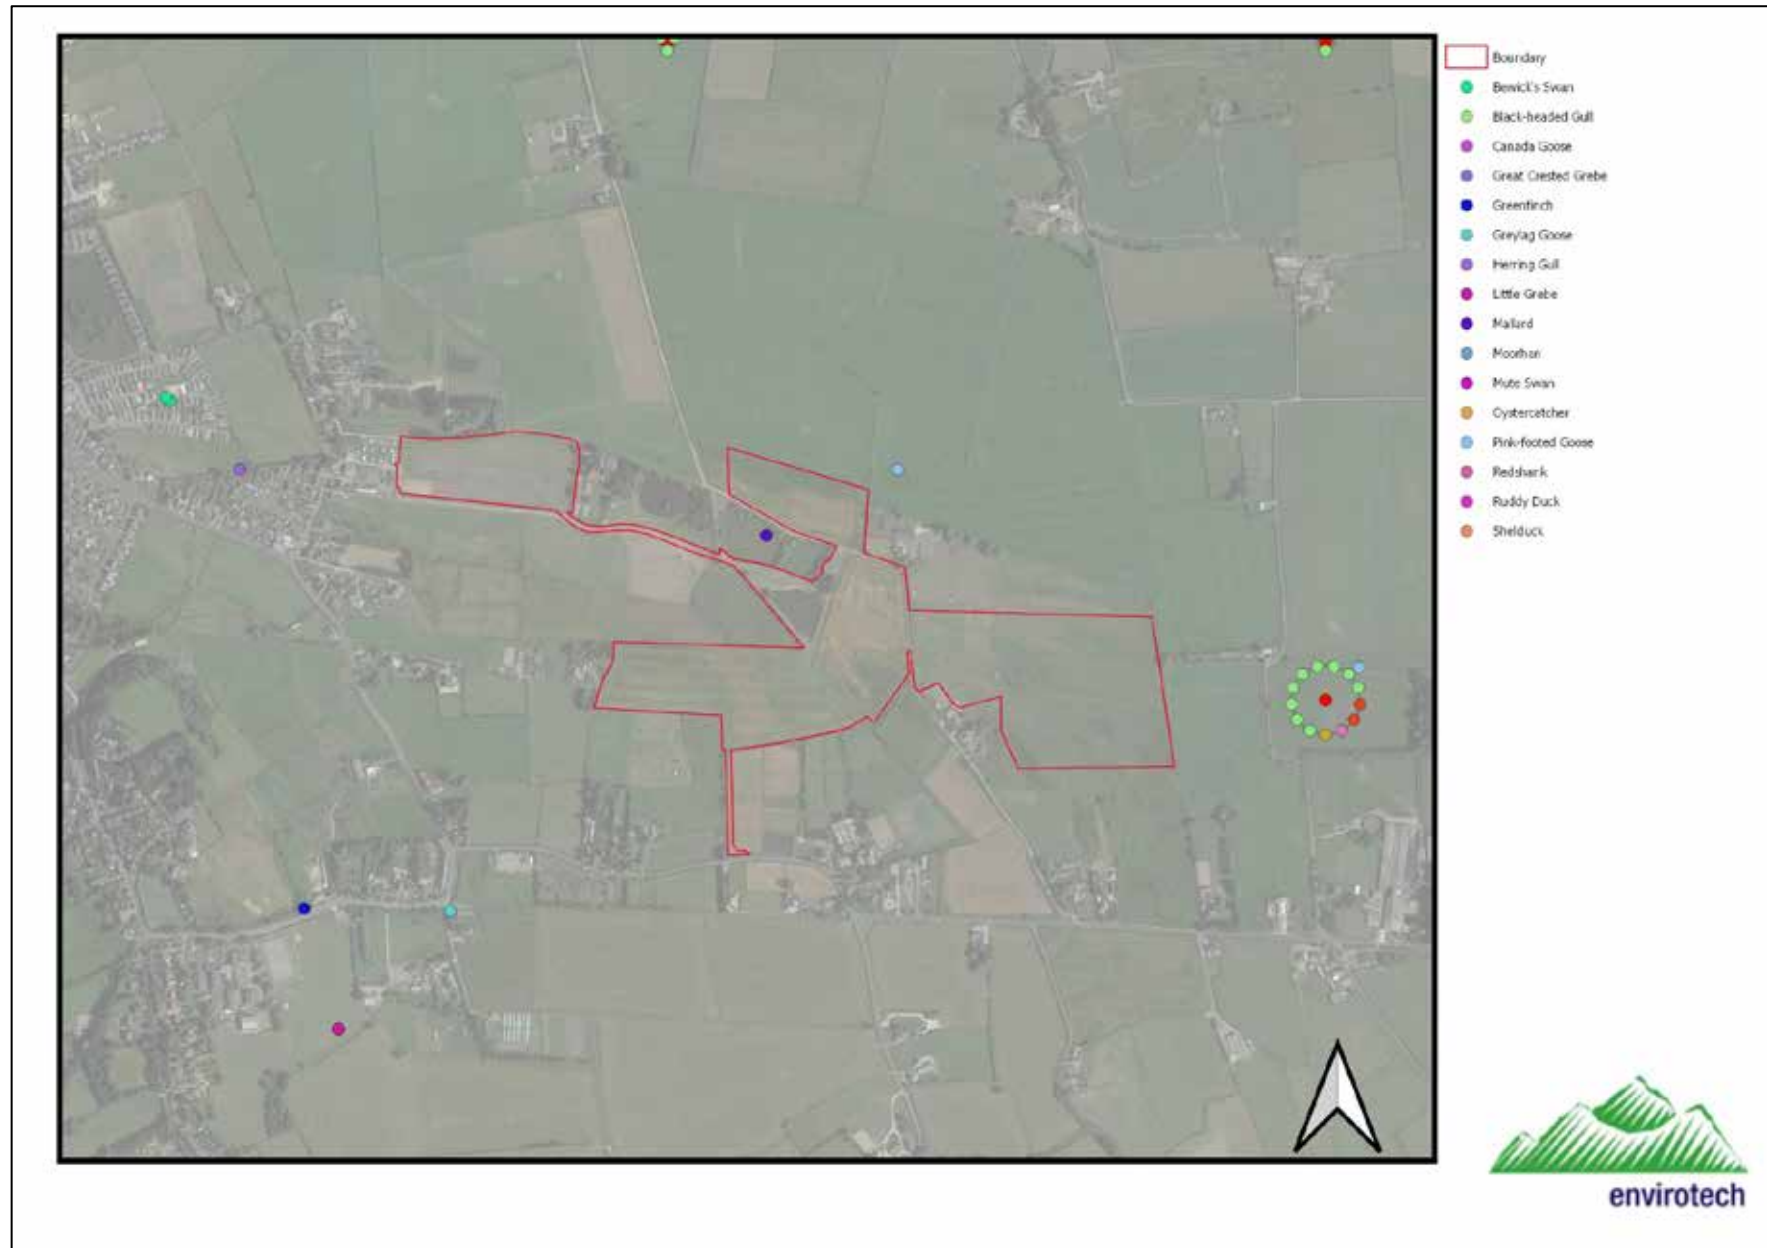 Boundary
Bewick's Swan
Black-headed Gull
Canada Goose
Great Crested Grebe
Greenfinch
Greylag Goose
Herring Gull
Little Grebe
Mallard
Moorhen
Mute Swan
Oystercatcher
Pink-footed Goose
Redshank
Ruddy Duck
Shelduck
envirotech